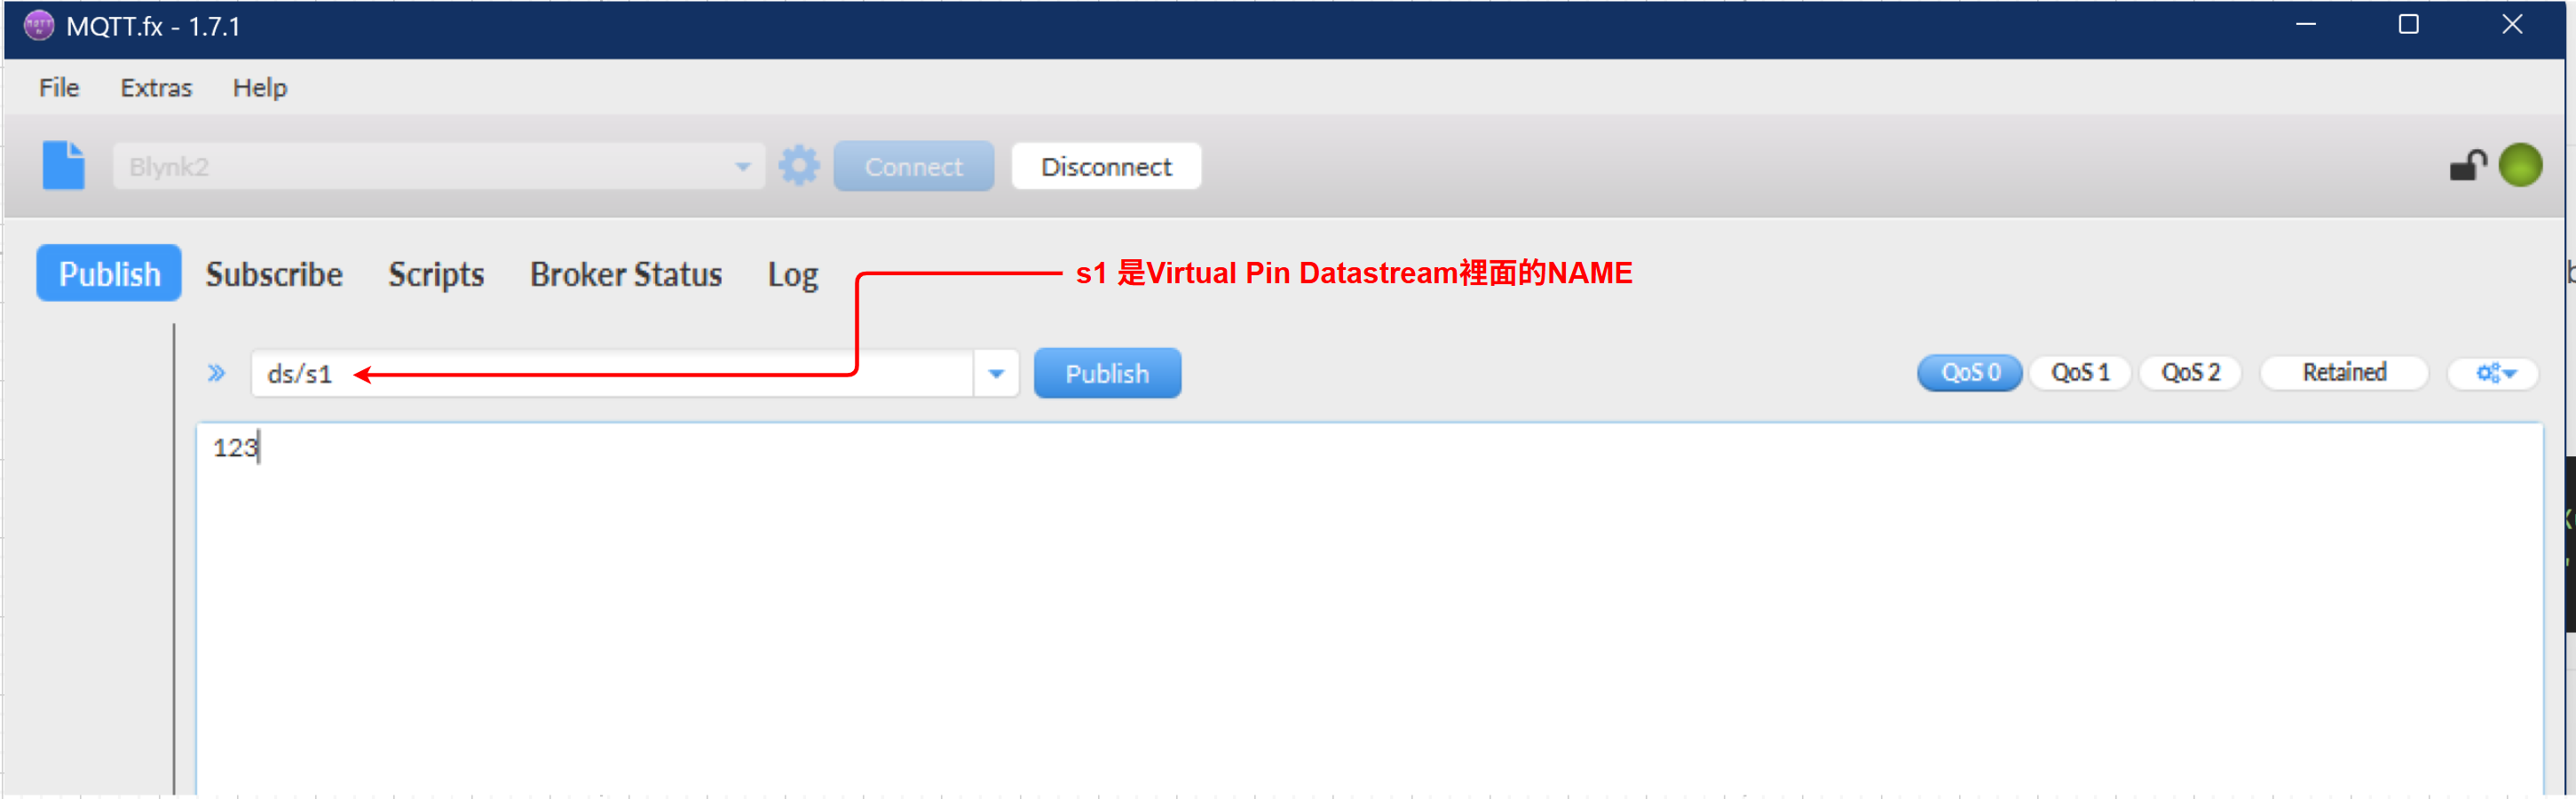 MQTT.fx - 1.7.1
File Extras Help
Blynk2 Connect Disconnect
Publish Subscribe Scripts Broker Status Log
s1 是Virtual Pin Datastream裡面的NAME
ds/s1 Publish QoS 0 QoS 1 QoS 2 Retained
123